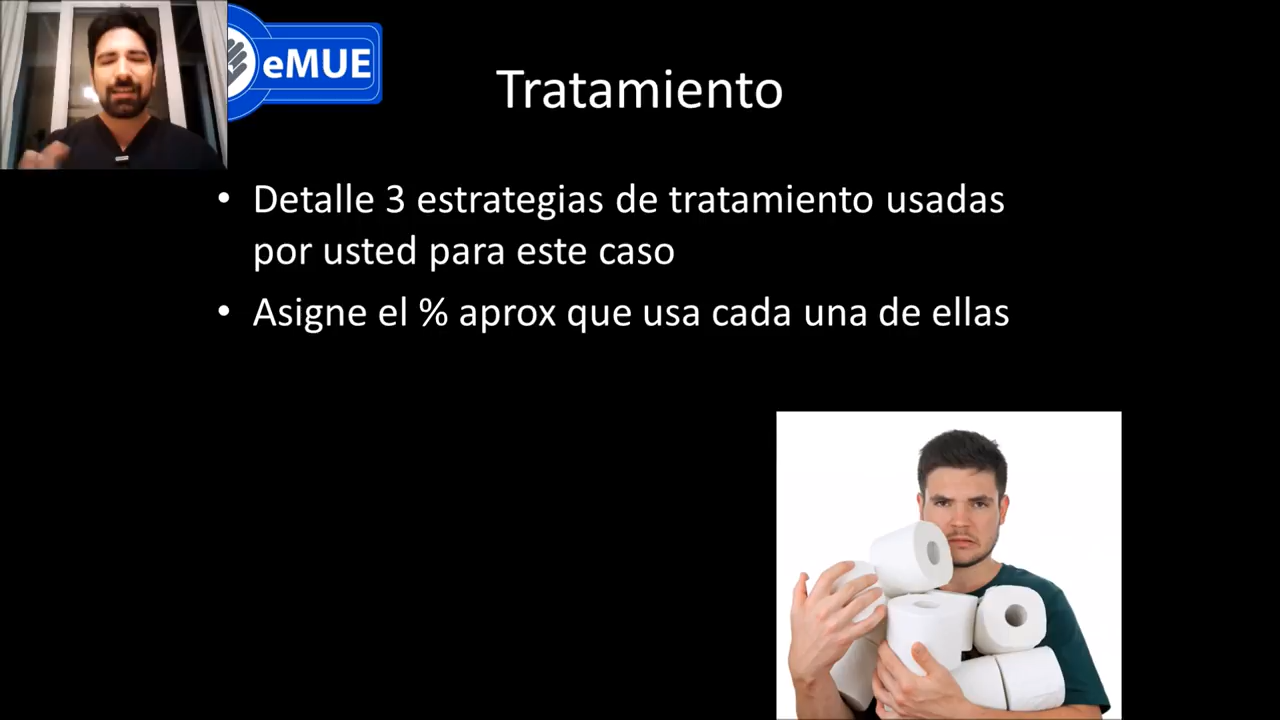 eMUE
Tratamiento
• Detalle 3 estrategias de tratamiento usadas
por usted para este caso
• Asigne el % aprox que usa cada una de ellas